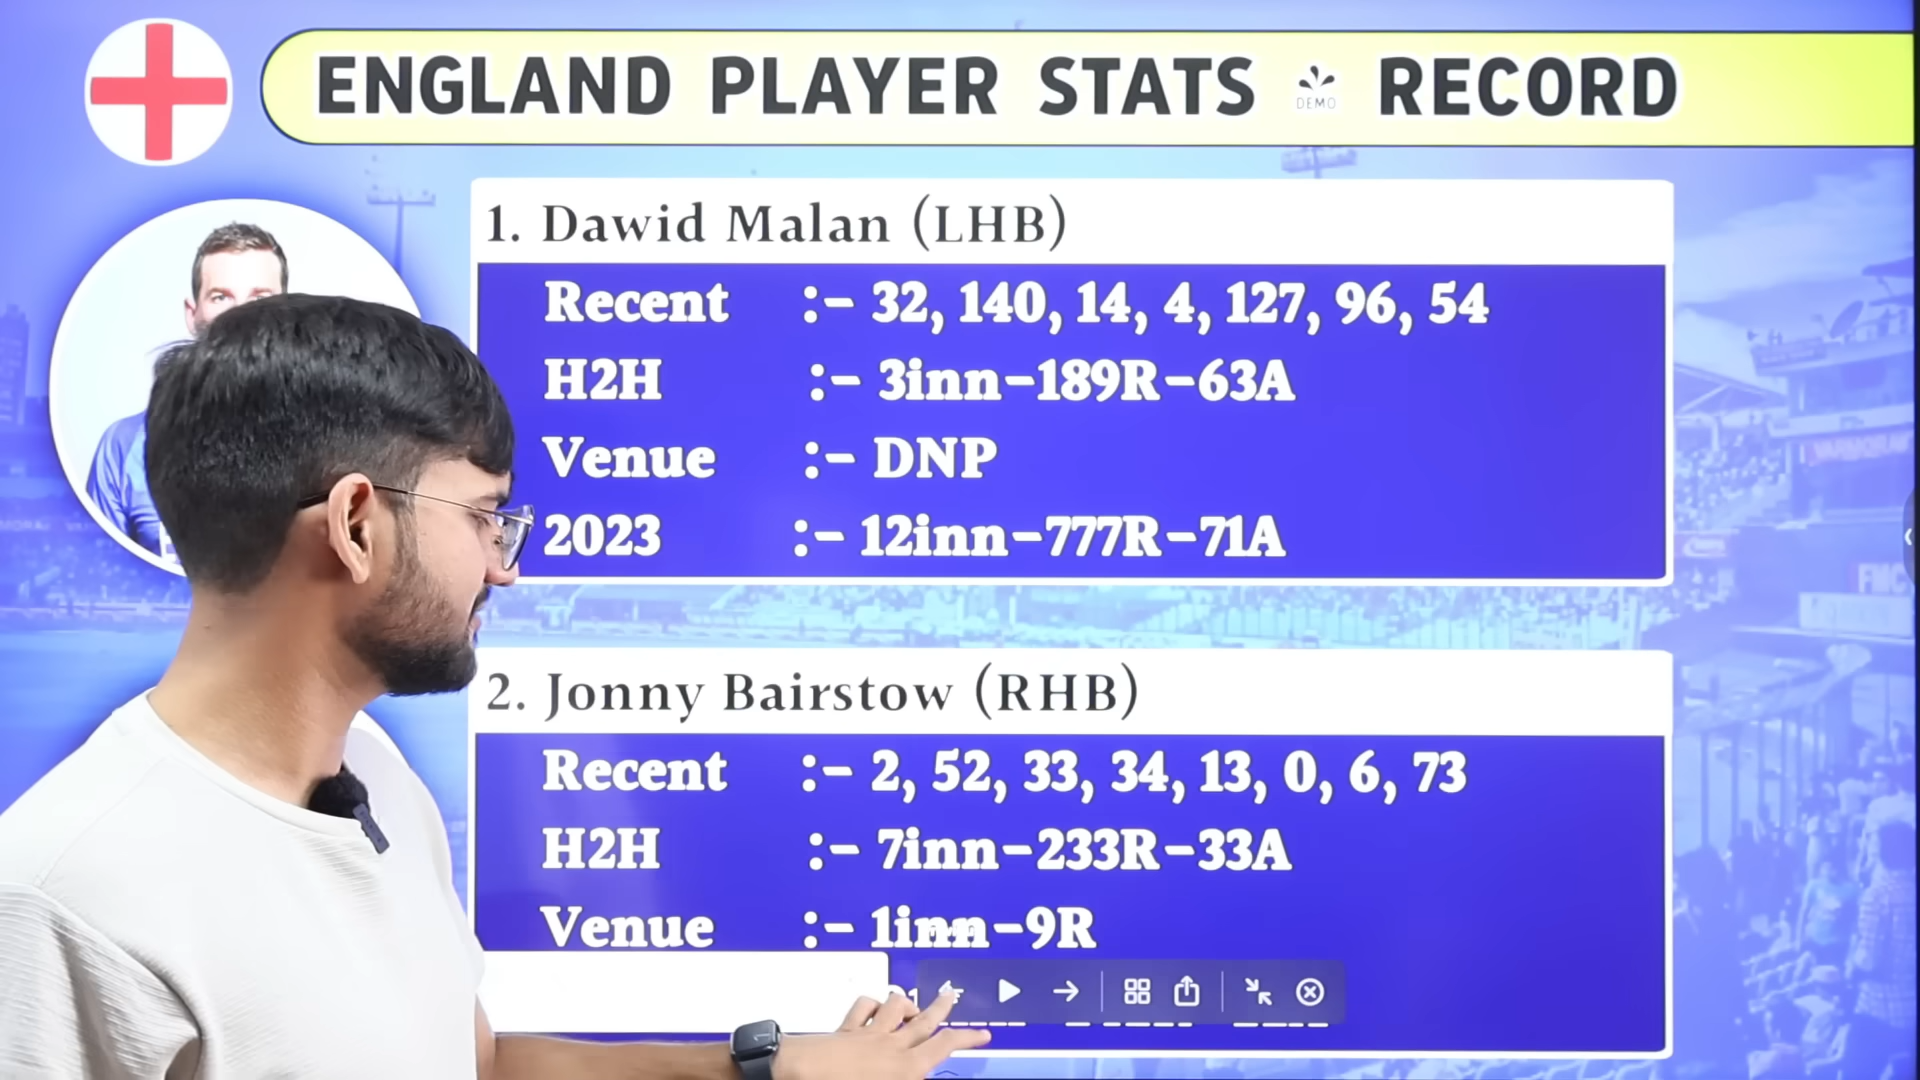 ENGLAND PLAYER STATS DEMO RECORD
1. Dawid Malan (LHB)
Recent :- 32, 140, 14, 4, 127, 96, 54
H2H :- 3inn-189R-63A
Venue :- DNP
2023 :- 12inn-777R-71A
2. Jonny Bairstow (RHB)
Recent :- 2, 52, 33, 34, 13, 0, 6, 73
H2H :- 7inn-233R-33A
Venue :- 1inn-9R